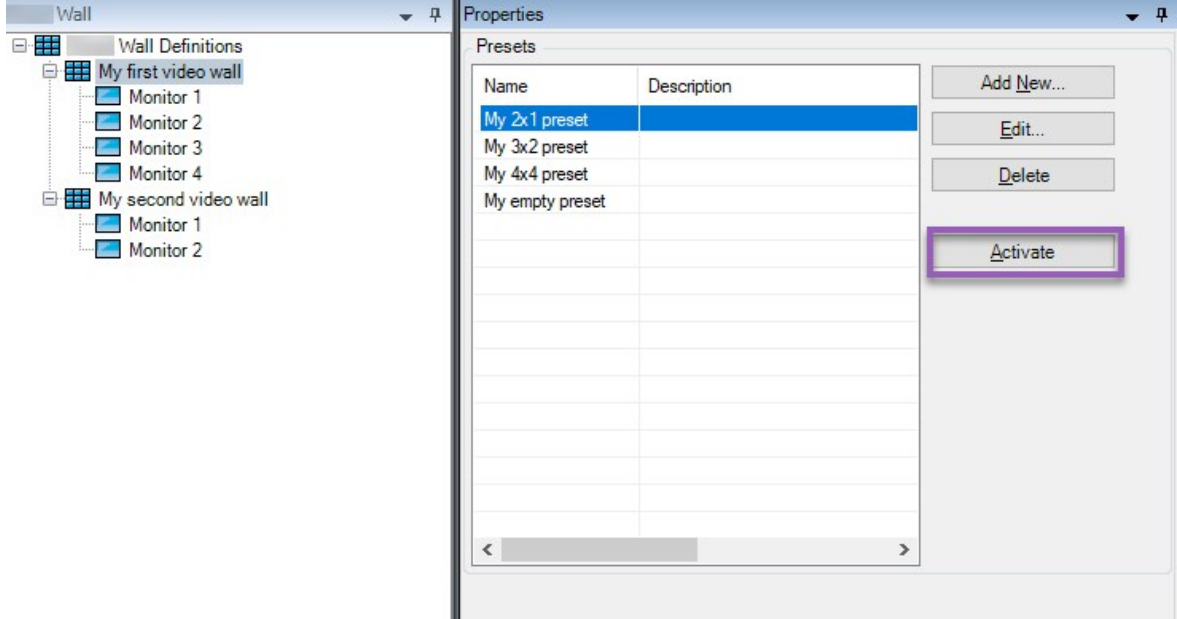 Wall
Wall Definitions
My first video wall
Monitor 1
Monitor 2
Monitor 3
Monitor 4
My second video wall
Monitor 1
Monitor 2
Properties
Presets
Name Description
My 2x1 preset
My 3x2 preset
My 4x4 preset
My empty preset
Add New...
Edit...
Delete
Activate